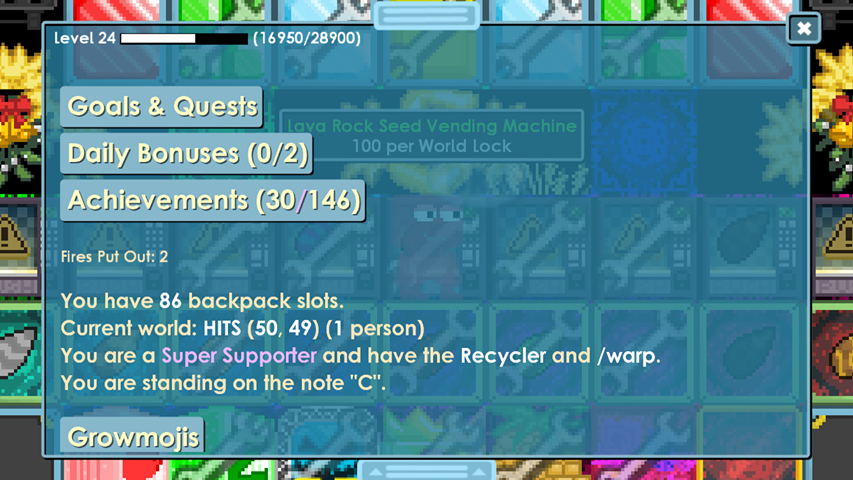 Level 24 (16950/28900)
Goals & Quests
Lava Rock Seed Vending Machine
100 per World Lock
Daily Bonuses (0/2)
Achievements (30/146)
Fires Put Out: 2
You have 86 backpack slots.
Current world: HITS (50, 49) (1 person)
You are a Super Supporter and have the Recycler and /warp.
You are standing on the note "C".
Growmojis